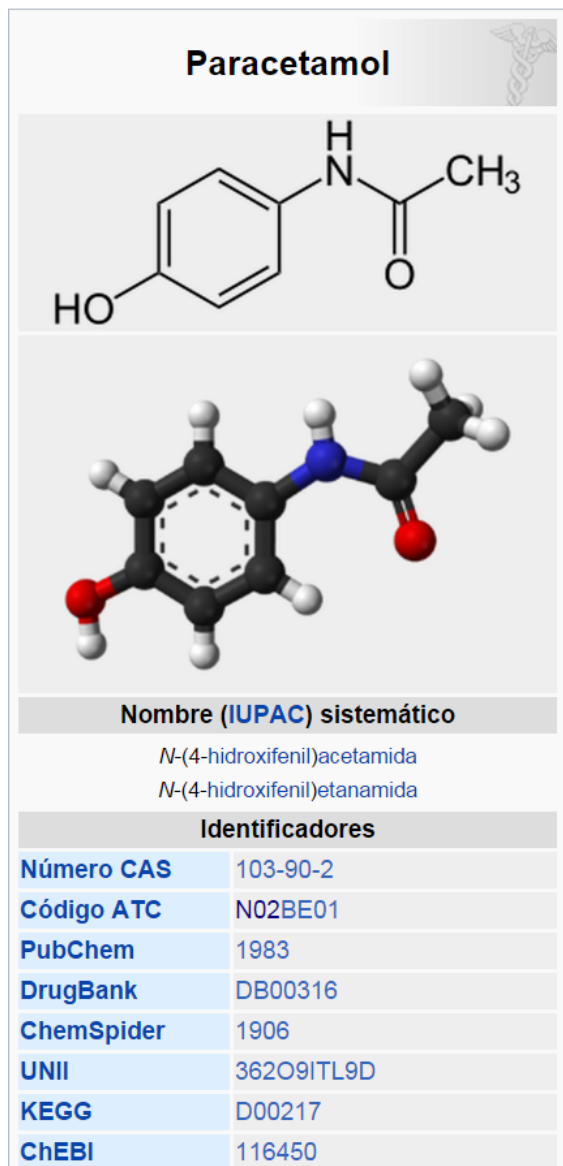 Paracetamol
H
N
CH3
O
HO
Nombre (IUPAC) sistemático
N-(4-hidroxifenil)acetamida
N-(4-hidroxifenil)etanamida
Identificadores
Número CAS 103-90-2
Código ATC N02BE01
PubChem 1983
DrugBank DB00316
ChemSpider 1906
UNII 362O9ITL9D
KEGG D00217
ChEBI 116450